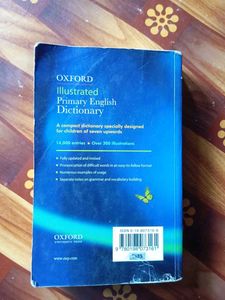 OXFORD
Illustrated
Primary English
Dictionary
A compact dictionary specially designed
for children of seven upwards
14,000 entries • Over 300 illustrations
• Fully updated and revised
• Pronunciation of difficult words in an easy-to-follow format
• Numerous examples of usage
• Separate notes on grammar and vocabulary building
OXFORD
UNIVERSITY PRESS
www.oup.com